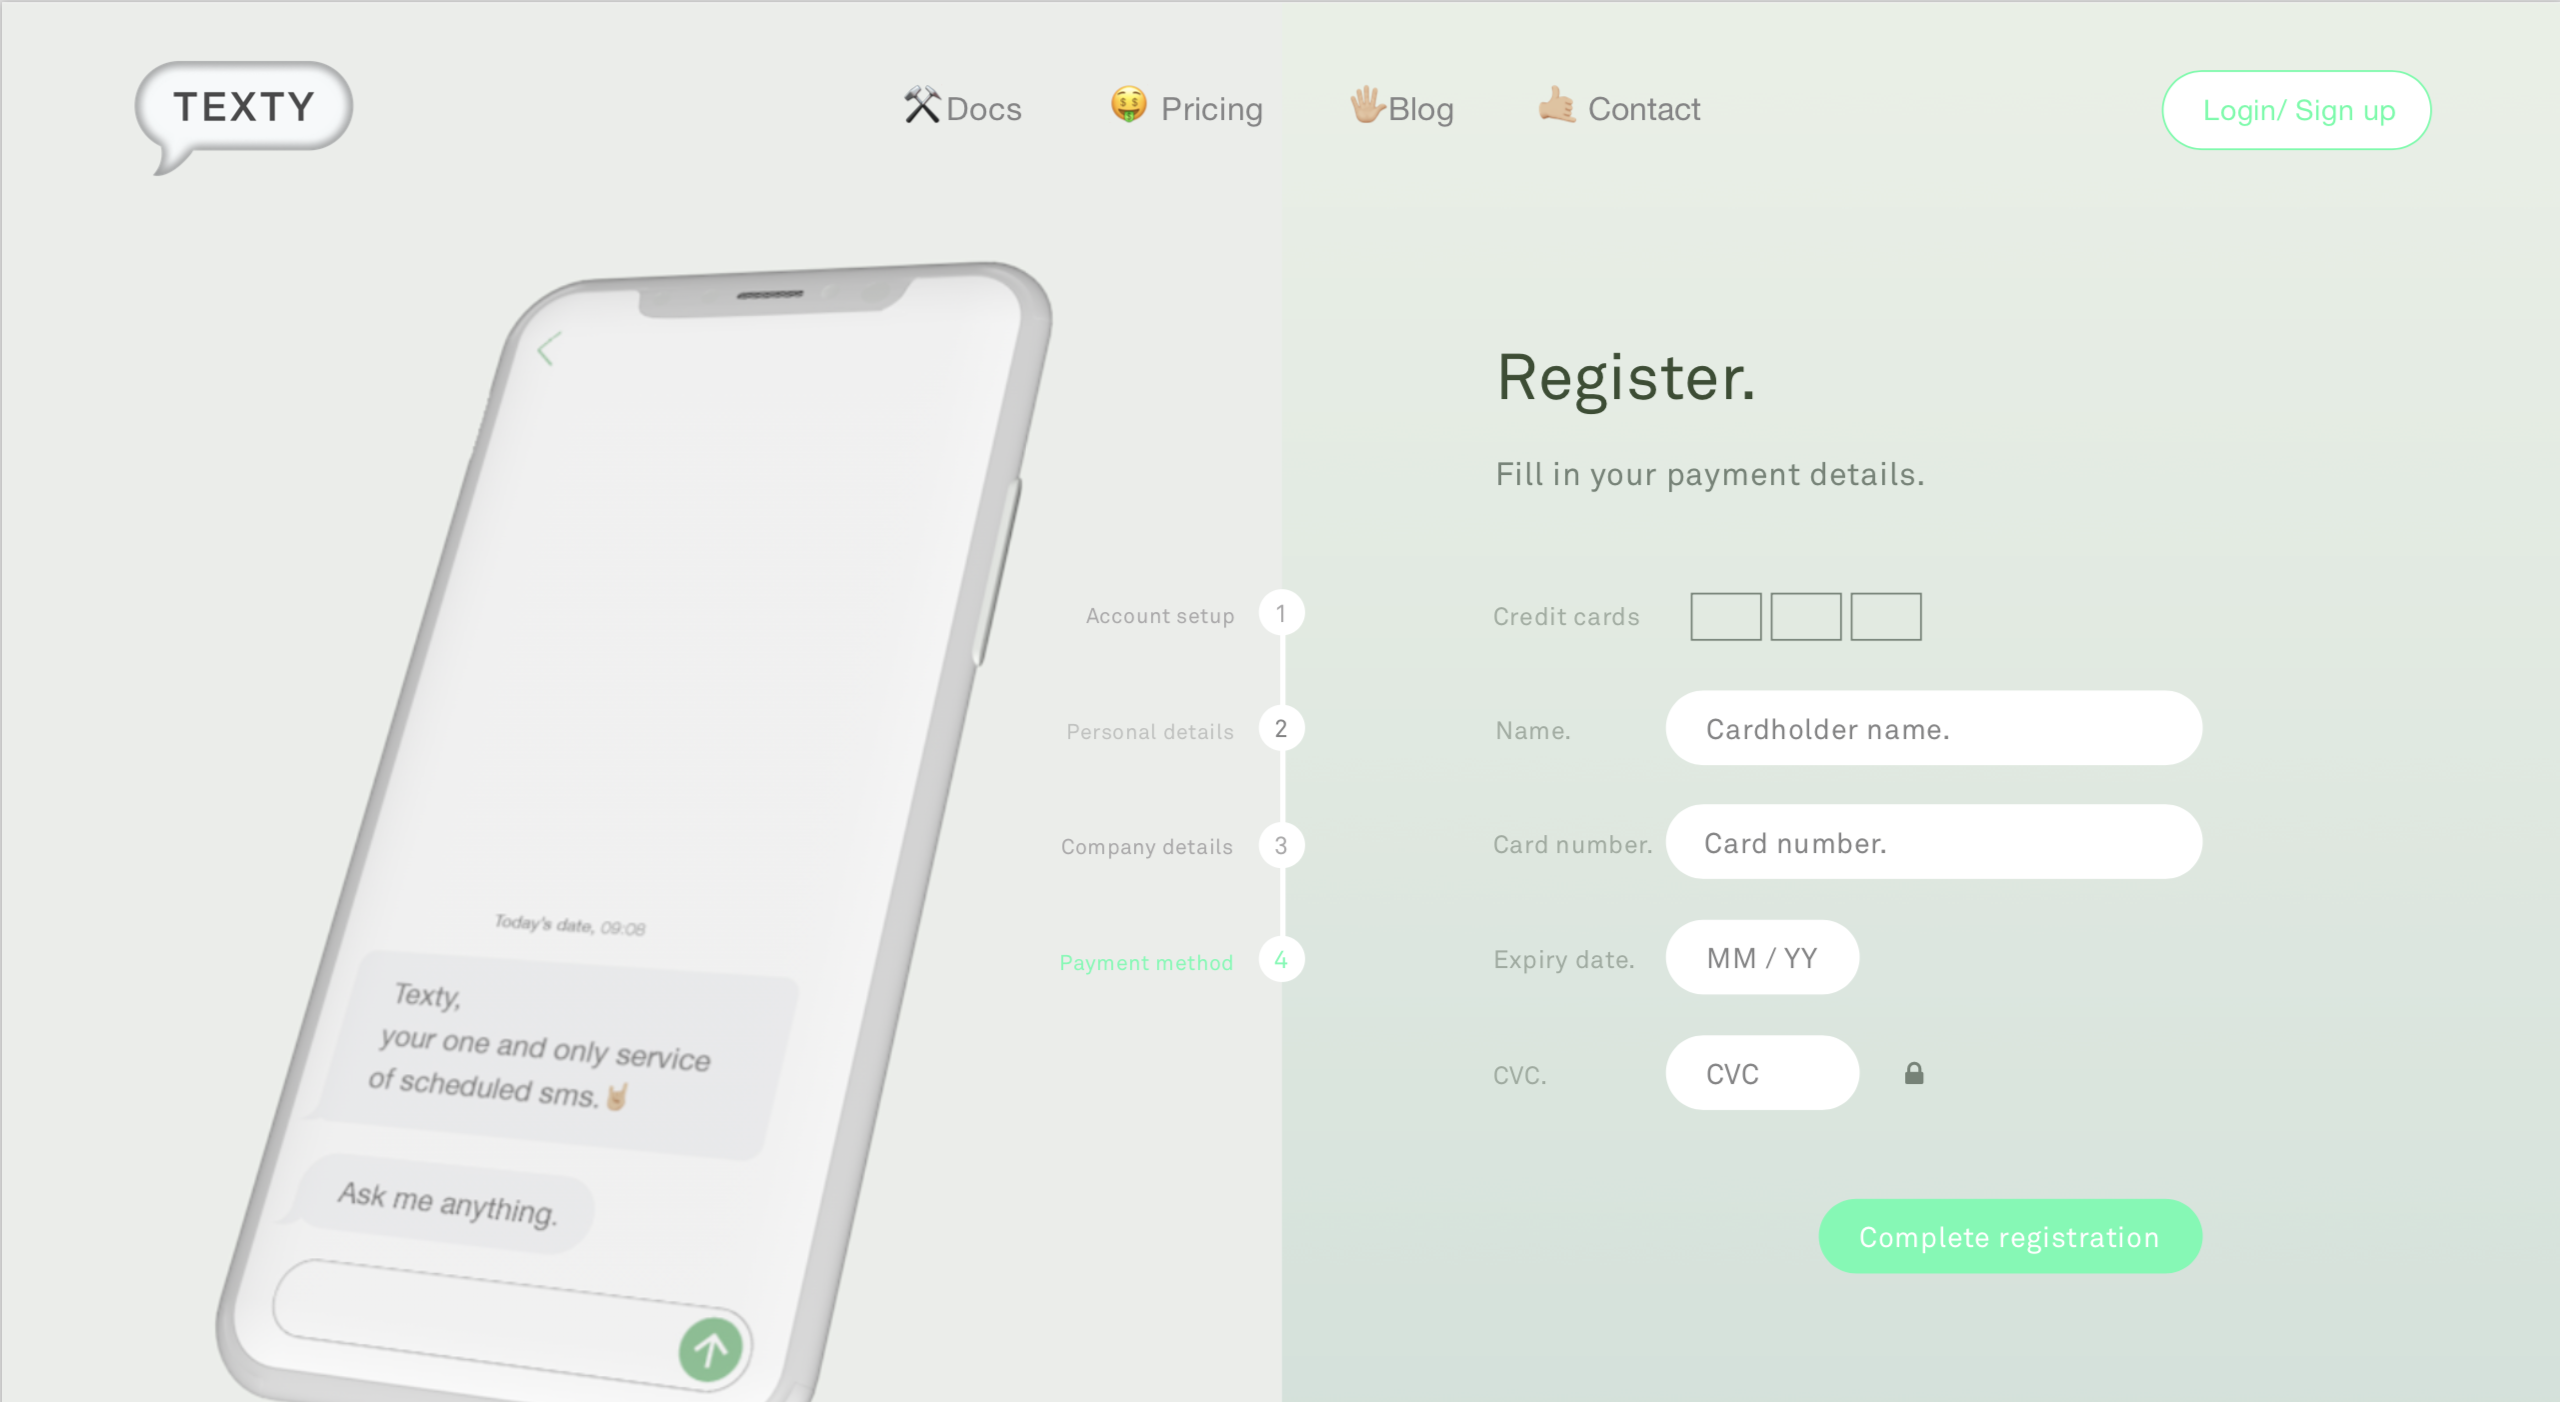 TEXTY
Docs
Pricing
Blog
Contact
Login/ Sign up
Today's date, 09:08
Texty,
your one and only service
of scheduled sms.🤘🏼
Ask me anything.
Account setup 1
Personal details 2
Company details 3
Payment method 4
Register.
Fill in your payment details.
Credit cards
Name. Cardholder name.
Card number. Card number.
Expiry date. MM / YY
CVC. CVC
Complete registration